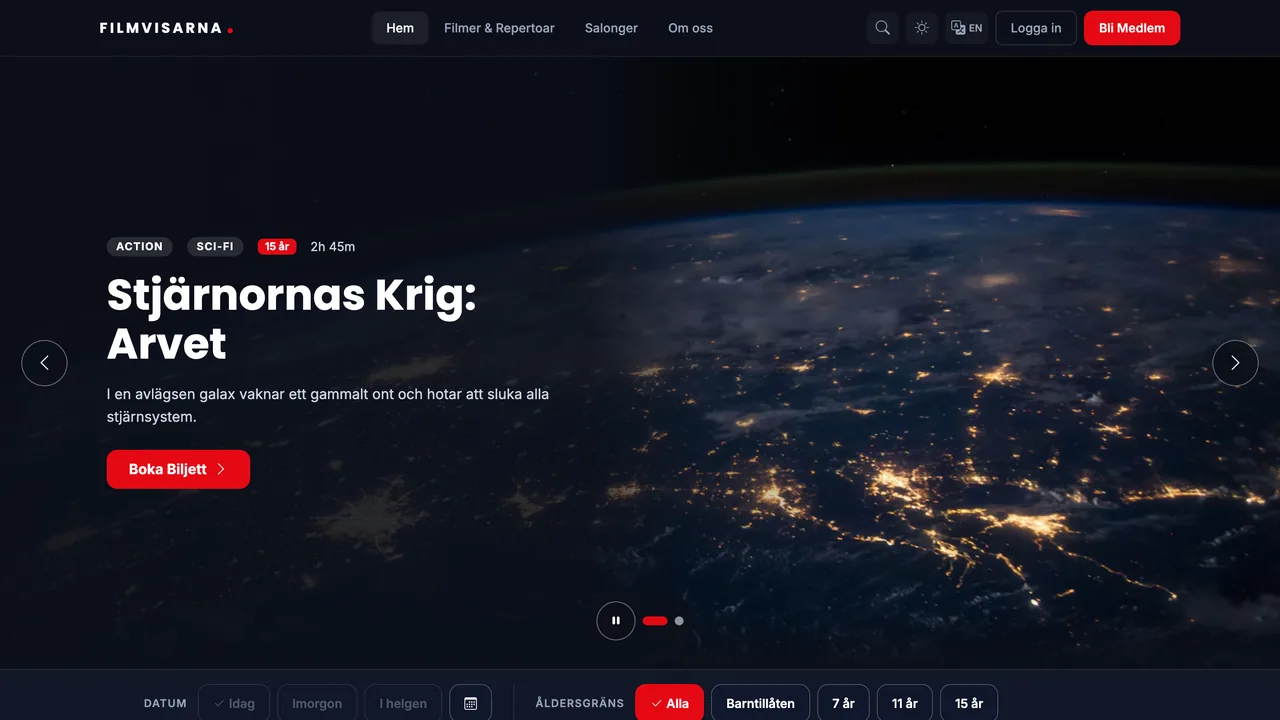 FILMVISARNA.
Hem
Filmer & Repertoar
Salonger
Om oss
EN
Logga in
Bli Medlem
ACTION
SCI-FI
15 år
2h 45m
Stjärnornas Krig:
Arvet
I en avlägsen galax vaknar ett gammalt ont och hotar att sluka alla
stjärnsystem.
Boka Biljett
DATUM
Idag
Imorgon
I helgen
ÅLDERSGRÄNS
Alla
Barntillåten
7 år
11 år
15 år